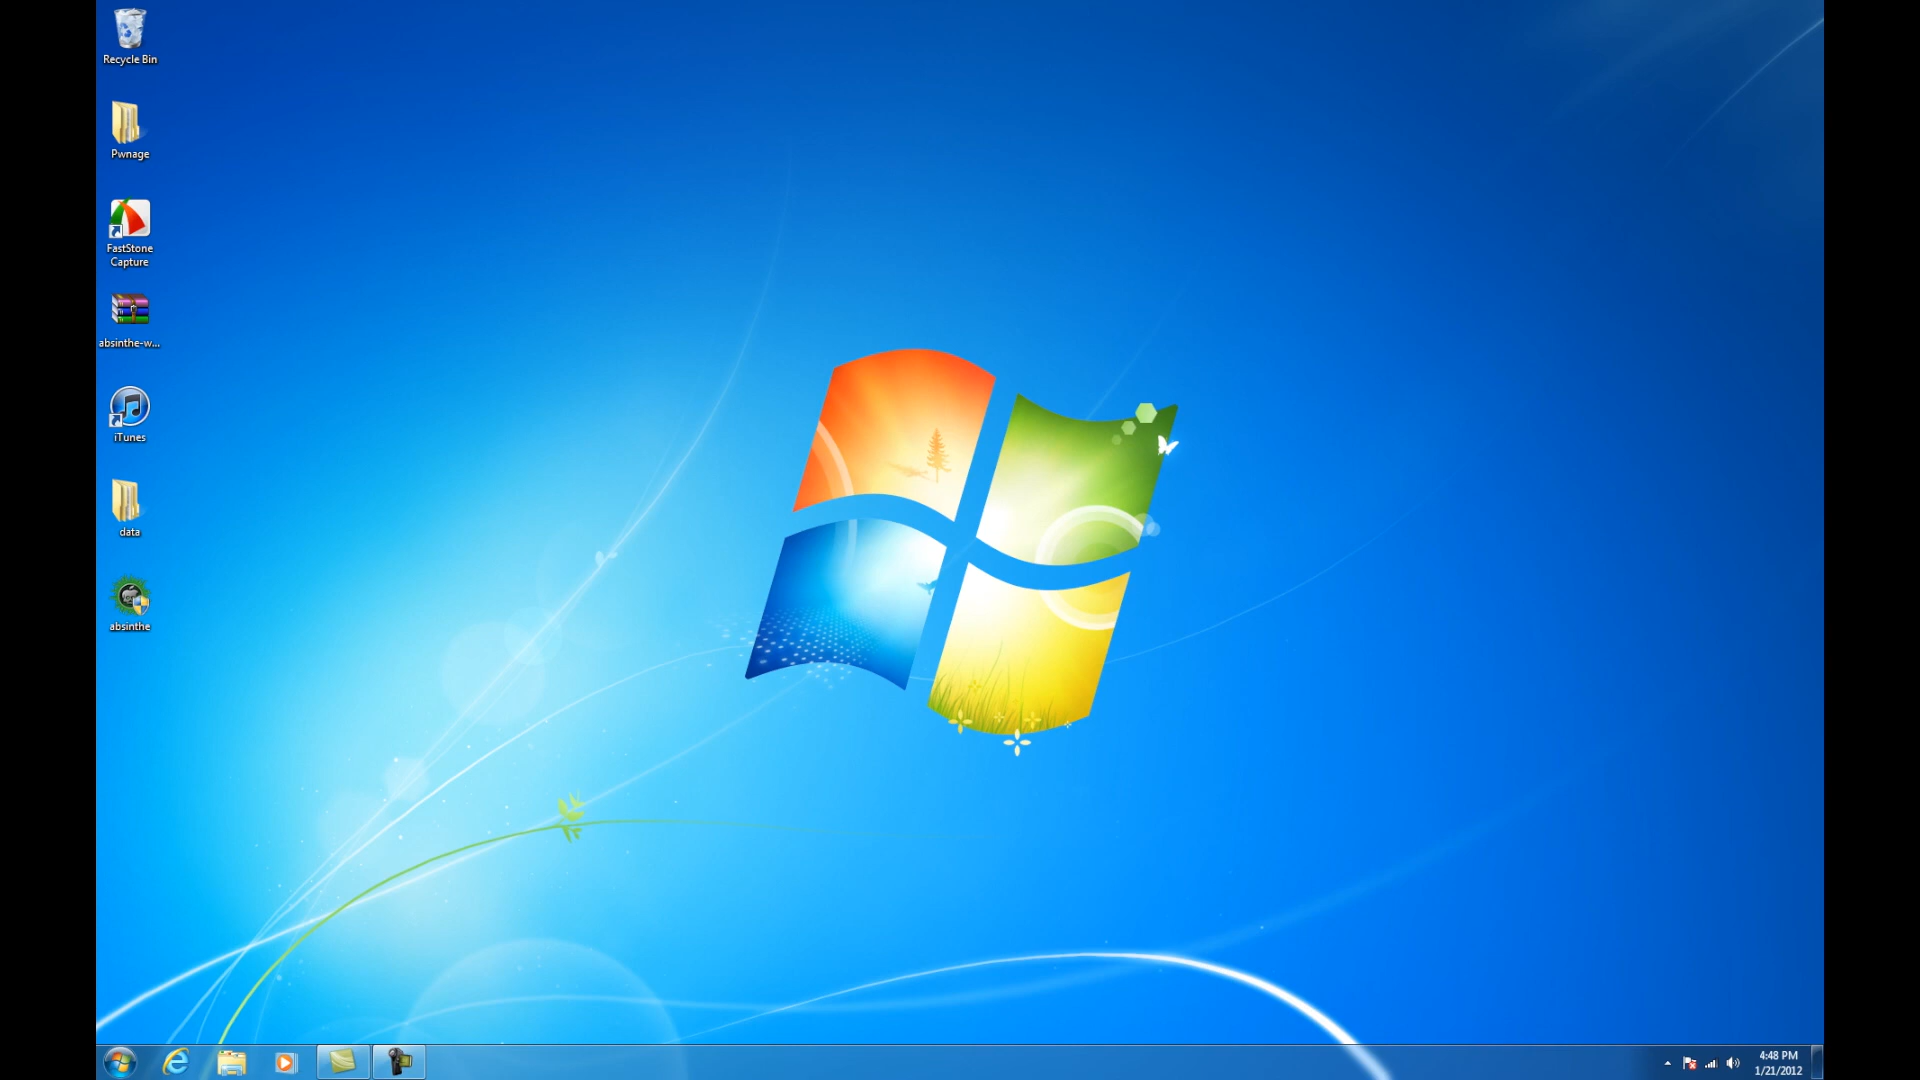 Recycle Bin
Pwnage
FastStone
Capture
absinthe-w...
iTunes
data
absinthe
4:48 PM
1/21/2012